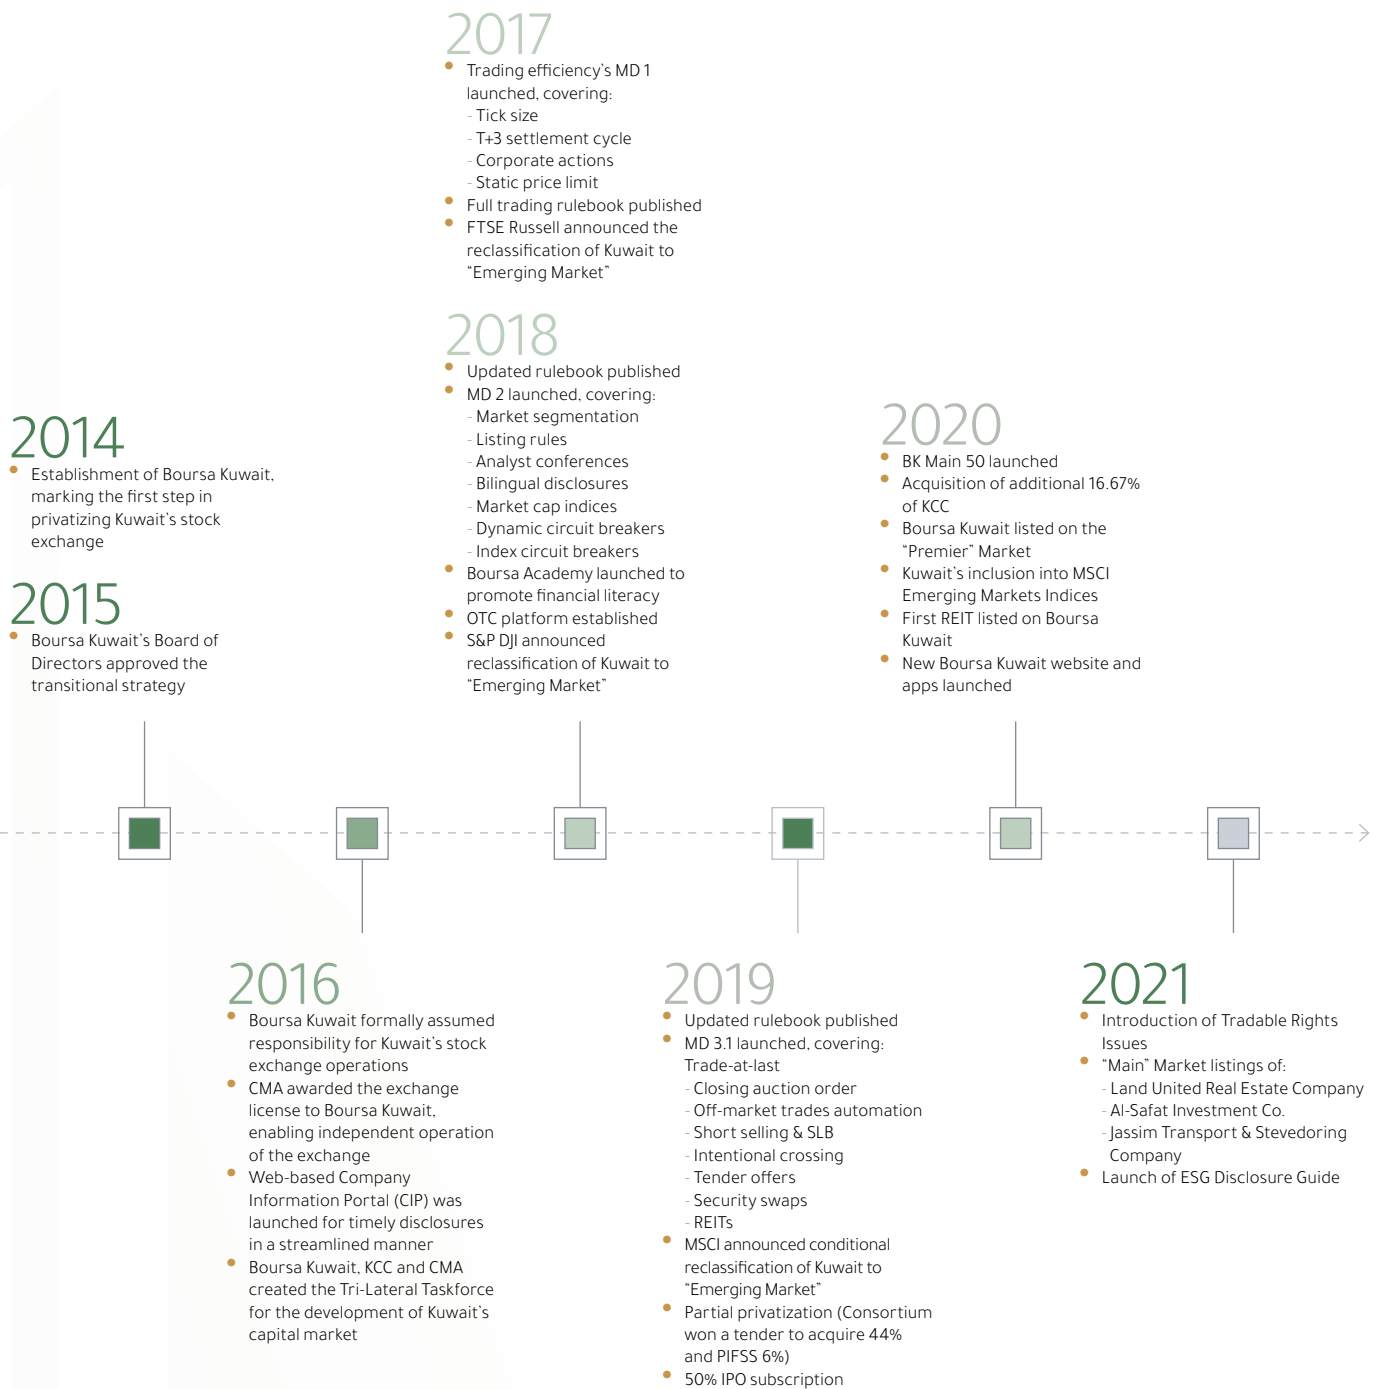 2014
• Establishment of Boursa Kuwait,
marking the first step in
privatizing Kuwait's stock
exchange
2015
• Boursa Kuwait's Board of
Directors approved the
transitional strategy
2016
• Boursa Kuwait formally assumed
responsibility for Kuwait's stock
exchange operations
• CMA awarded the exchange
license to Boursa Kuwait,
enabling independent operation
of the exchange
• Web-based Company
Information Portal (CIP) was
launched for timely disclosures
in a streamlined manner
• Boursa Kuwait, KCC and CMA
created the Tri-Lateral Taskforce
for the development of Kuwait's
capital market
2017
• Trading efficiency's MD 1
launched, covering:
- Tick size
- T+3 settlement cycle
- Corporate actions
- Static price limit
• Full trading rulebook published
• FTSE Russell announced the
reclassification of Kuwait to
“Emerging Market”
2018
• Updated rulebook published
• MD 2 launched, covering:
- Market segmentation
- Listing rules
- Analyst conferences
- Bilingual disclosures
- Market cap indices
- Dynamic circuit breakers
- Index circuit breakers
• Boursa Academy launched to
promote financial literacy
• OTC platform established
• S&P DJI announced
reclassification of Kuwait to
“Emerging Market”
2019
• Updated rulebook published
• MD 3.1 launched, covering:
Trade-at-last
- Closing auction order
- Off-market trades automation
- Short selling & SLB
- Intentional crossing
- Tender offers
- Security swaps
- REITs
• MSCI announced conditional
reclassification of Kuwait to
“Emerging Market”
• Partial privatization (Consortium
won a tender to acquire 44%
and PIFSS 6%)
• 50% IPO subscription
2020
• BK Main 50 launched
• Acquisition of additional 16.67%
of KCC
• Boursa Kuwait listed on the
“Premier” Market
• Kuwait's inclusion into MSCI
Emerging Markets Indices
• First REIT listed on Boursa
Kuwait
• New Boursa Kuwait website and
apps launched
2021
• Introduction of Tradable Rights
Issues
• “Main” Market listings of:
- Land United Real Estate Company
- Al-Safat Investment Co.
- Jassim Transport & Stevedoring
Company
• Launch of ESG Disclosure Guide